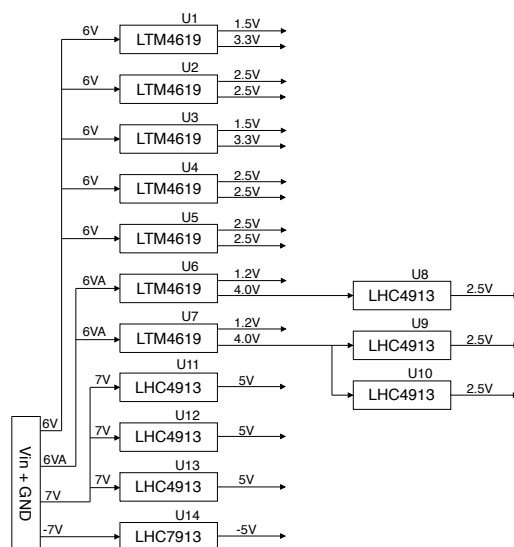 U1
6V LTM4619 1.5V
3.3V
U2
6V LTM4619 2.5V
2.5V
U3
6V LTM4619 1.5V
3.3V
U4
6V LTM4619 2.5V
2.5V
U5
6V LTM4619 2.5V
2.5V
U6
6VA LTM4619 1.2V
4.0V
U8
LHC4913 2.5V
U7
6VA LTM4619 1.2V
4.0V
U9
LHC4913 2.5V
U11
7V LHC4913 5V
U10
LHC4913 2.5V
U12
7V LHC4913 5V
U13
7V LHC4913 5V
U14
LHC7913 -5V
Vin + GND
6V
6VA
7V
-7V